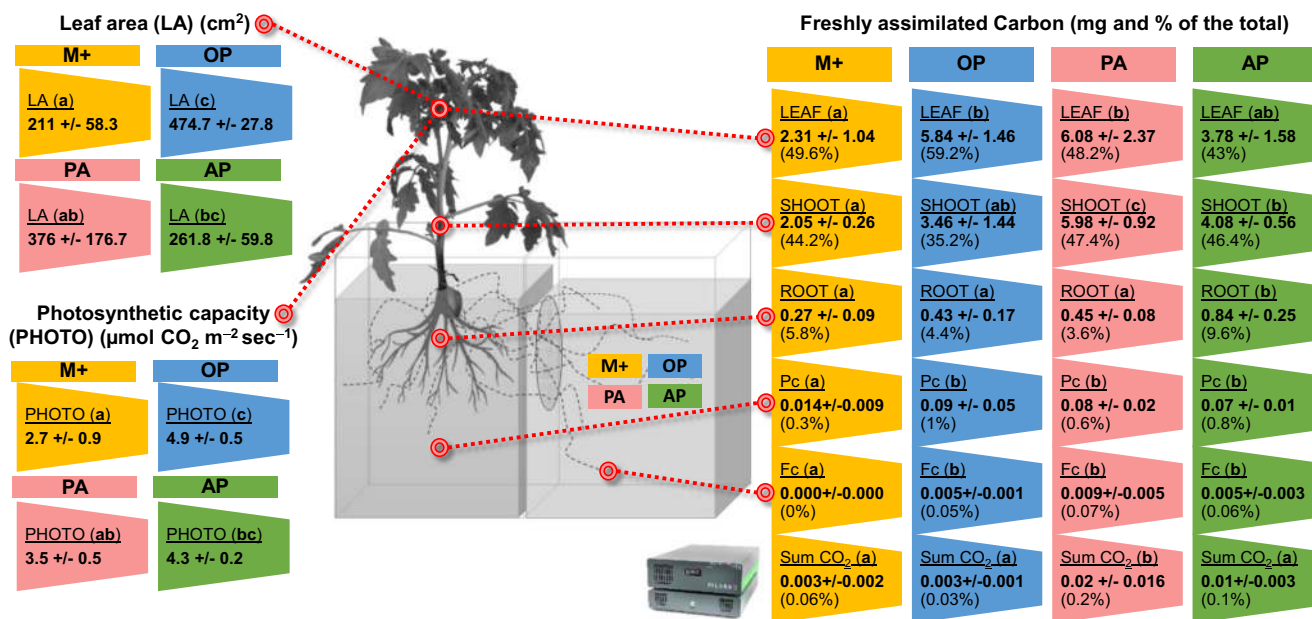 Leaf area (LA) (cm²)
M+ OP
LA (a) LA (c)
211 +/- 58.3 474.7 +/- 27.8
PA AP
LA (ab) LA (bc)
376 +/- 176.7 261.8 +/- 59.8
Photosynthetic capacity
(PHOTO) (µmol CO₂ m⁻² sec⁻¹)
M+ OP
PHOTO (a) PHOTO (c)
2.7 +/- 0.9 4.9 +/- 0.5
PA AP
PHOTO (ab) PHOTO (bc)
3.5 +/- 0.5 4.3 +/- 0.2
M+ OP
PA AP
Freshly assimilated Carbon (mg and % of the total)
M+ OP PA AP
LEAF (a) LEAF (b) LEAF (b) LEAF (ab)
2.31 +/- 1.04 5.84 +/- 1.46 6.08 +/- 2.37 3.78 +/- 1.58
(49.6%) (59.2%) (48.2%) (43%)
SHOOT (a) SHOOT (ab) SHOOT (c) SHOOT (b)
2.05 +/- 0.26 3.46 +/- 1.44 5.98 +/- 0.92 4.08 +/- 0.56
(44.2%) (35.2%) (47.4%) (46.4%)
ROOT (a) ROOT (a) ROOT (a) ROOT (b)
0.27 +/- 0.09 0.43 +/- 0.17 0.45 +/- 0.08 0.84 +/- 0.25
(5.8%) (4.4%) (3.6%) (9.6%)
Pc (a) Pc (b) Pc (b) Pc (b)
0.014+/-0.009 0.09 +/- 0.05 0.08 +/- 0.02 0.07 +/- 0.01
(0.3%) (1%) (0.6%) (0.8%)
Fc (a) Fc (b) Fc (b) Fc (b)
0.000+/-0.000 0.005+/-0.001 0.009+/-0.005 0.005+/-0.003
(0%) (0.05%) (0.07%) (0.06%)
Sum CO₂ (a) Sum CO₂ (a) Sum CO₂ (b) Sum CO₂ (a)
0.003+/-0.002 0.003+/-0.001 0.02 +/- 0.016 0.01+/-0.003
(0.06%) (0.03%) (0.2%) (0.1%)